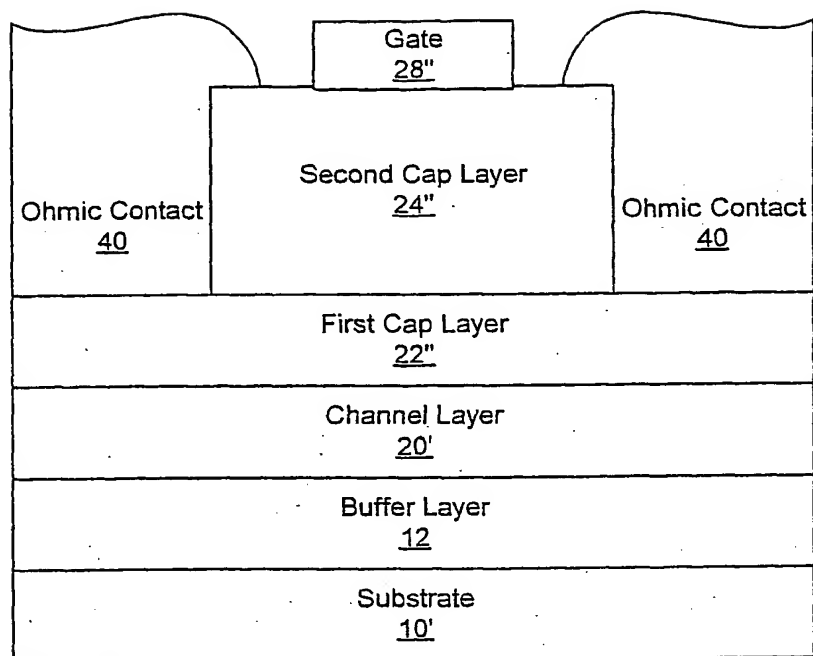 Gate
28"
Second Cap Layer
24"
Ohmic Contact
40
Ohmic Contact
40
First Cap Layer
22"
Channel Layer
20'
Buffer Layer
12
Substrate
10'